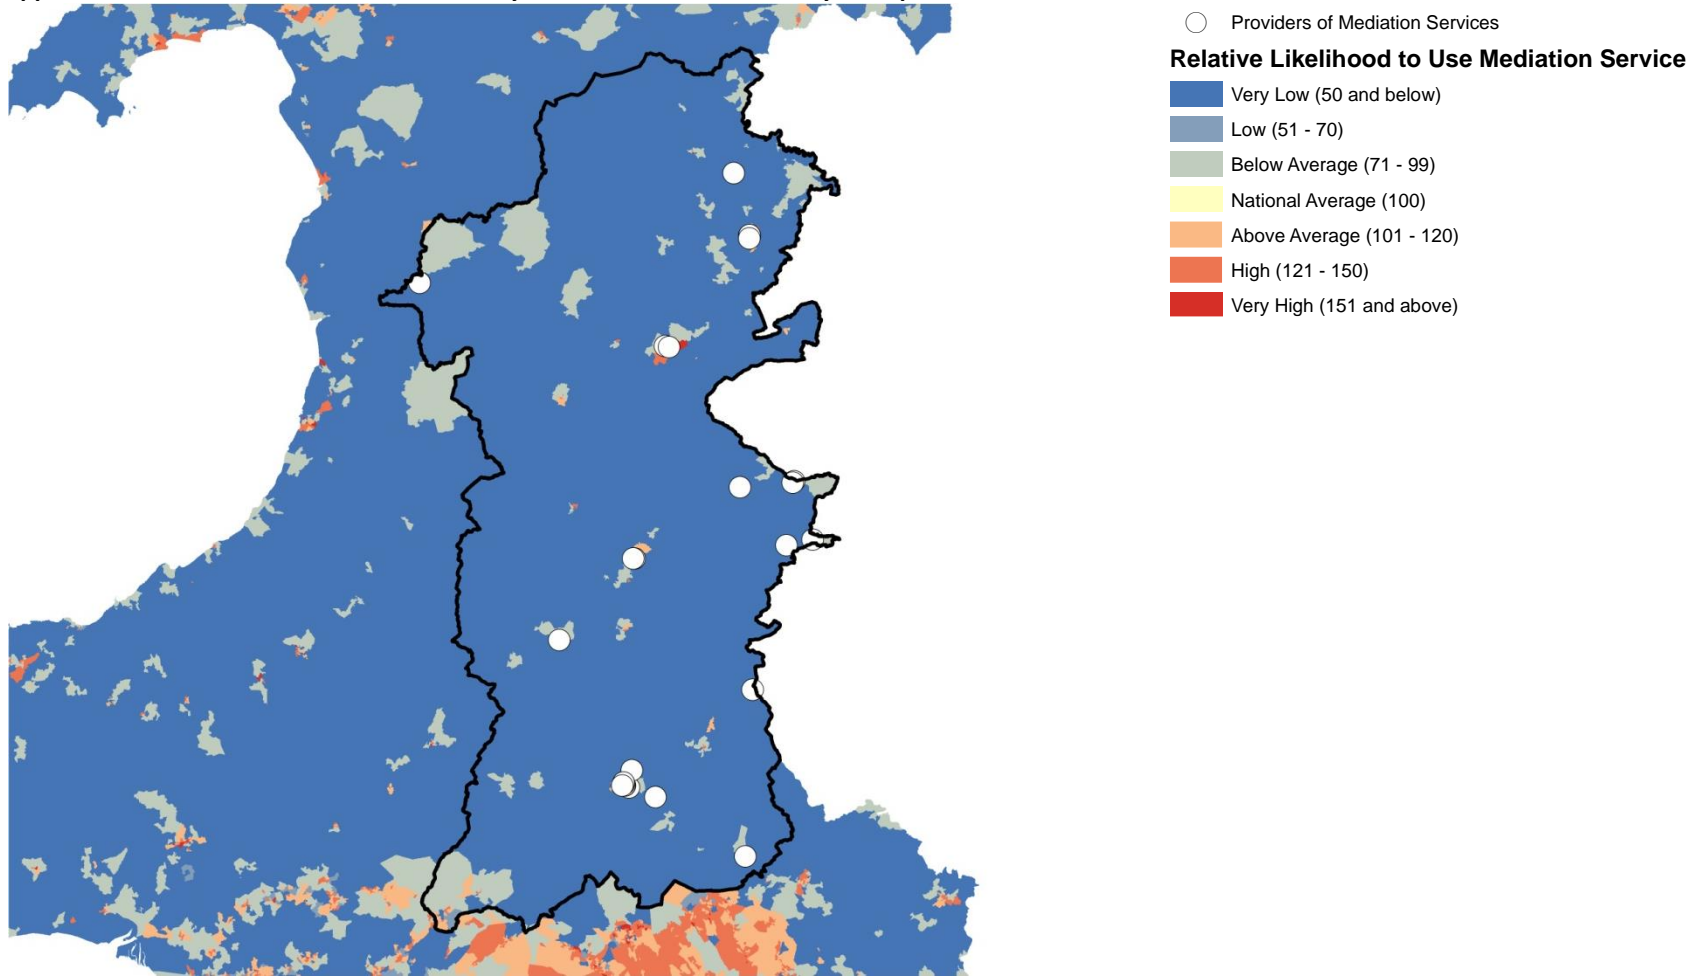 Providers of Mediation Services
Relative Likelihood to Use Mediation Service
Very Low (50 and below)
Low (51 - 70)
Below Average (71 - 99)
National Average (100)
Above Average (101 - 120)
High (121 - 150)
Very High (151 and above)